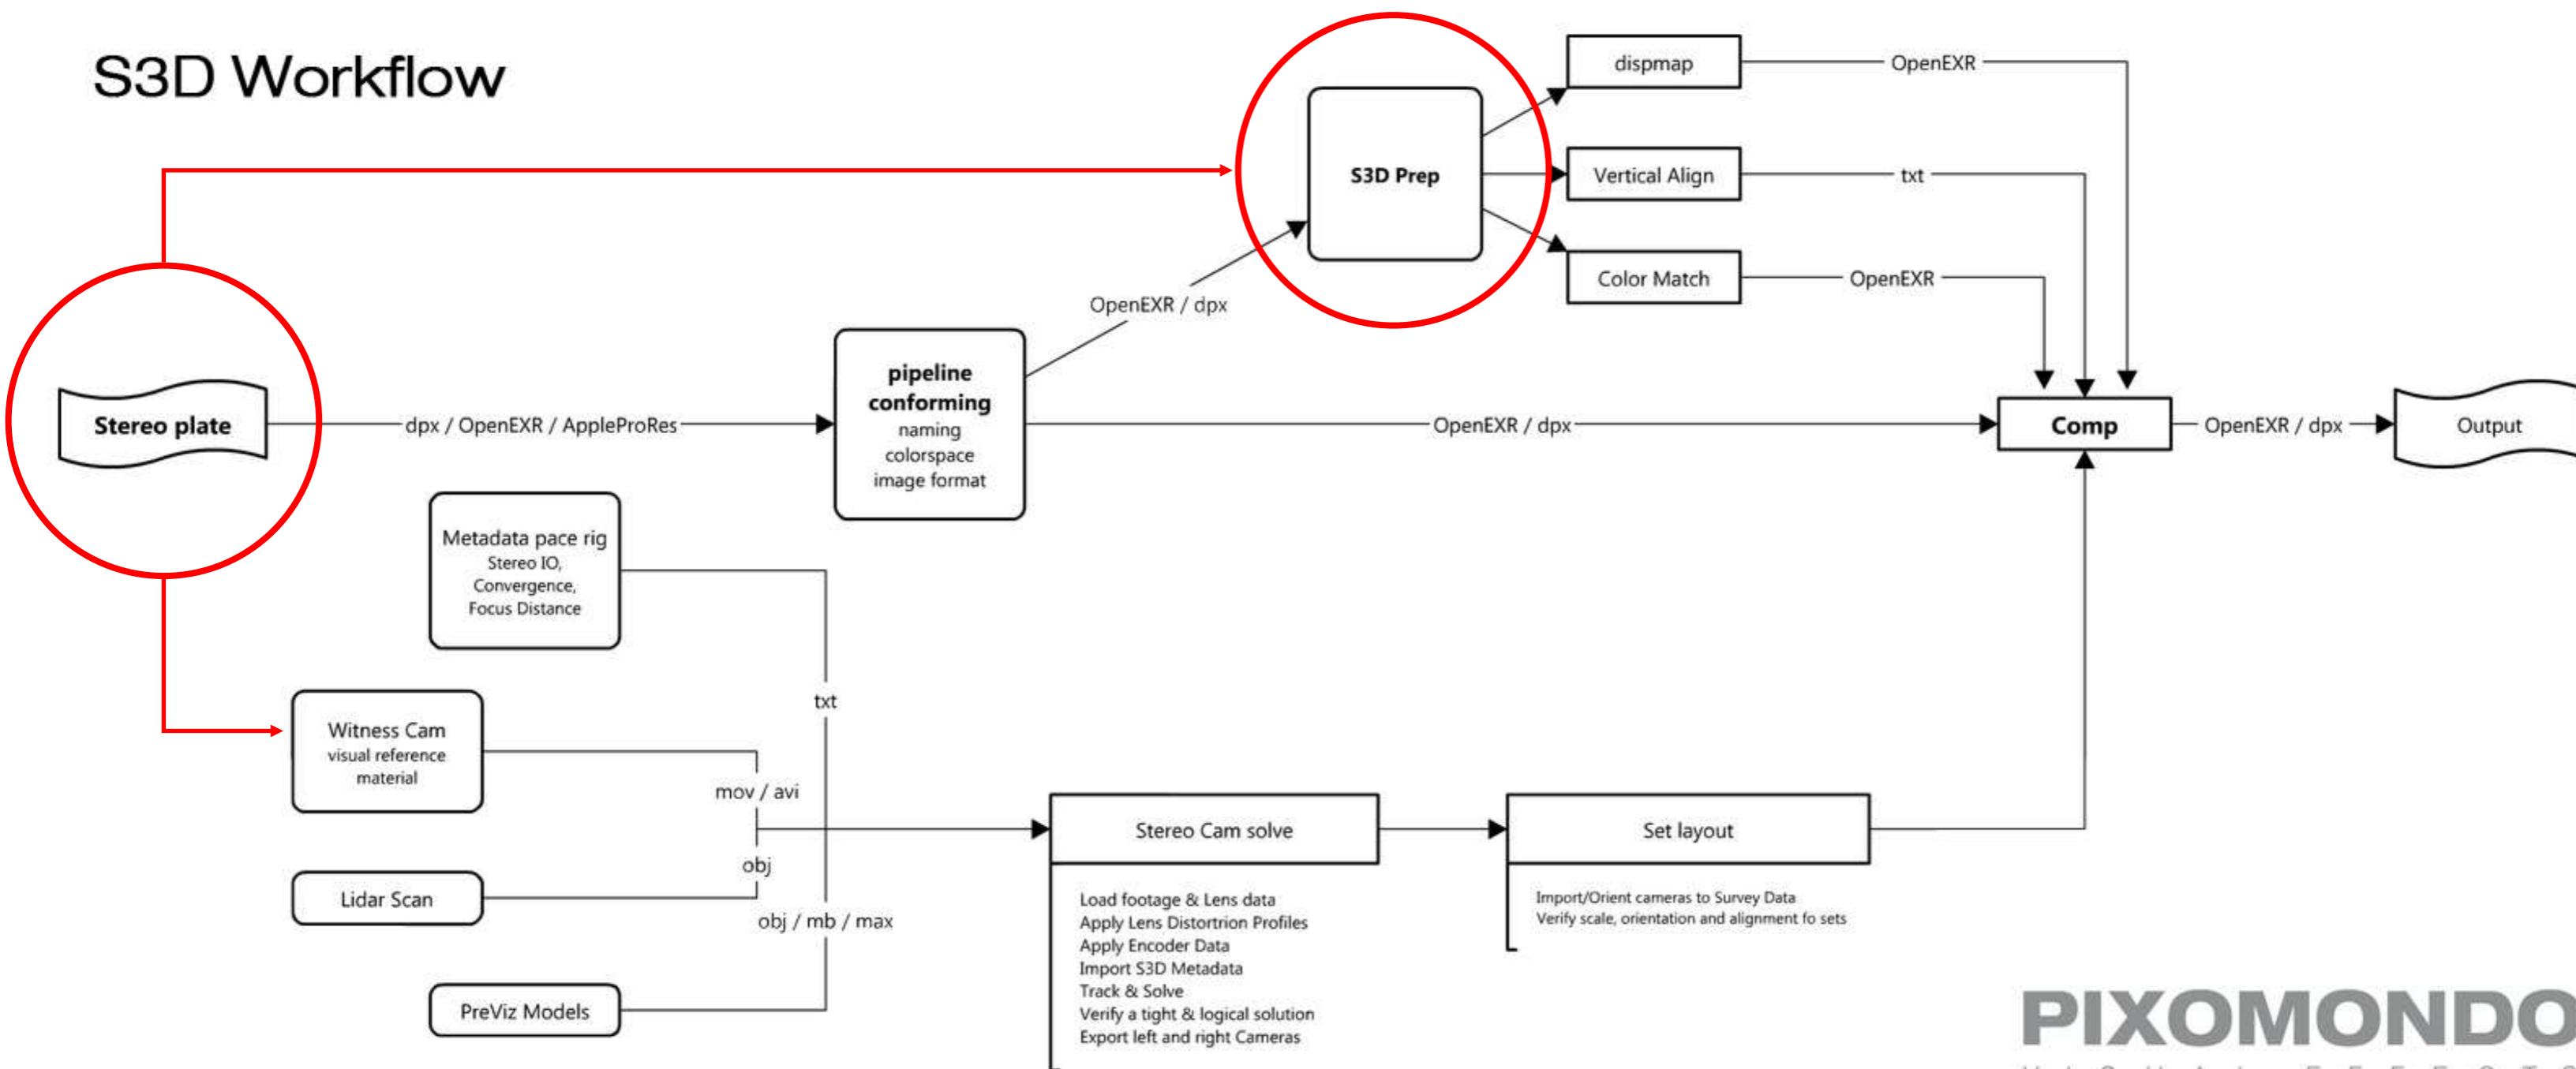 S3D Workflow
dispmap
OpenEXR
S3D Prep
Vertical Align
txt
Color Match
OpenEXR
OpenEXR / dpx
Stereo plate
dpx / OpenEXR / AppleProRes
pipeline
conforming
naming
colorspace
image format
OpenEXR / dpx
Comp
OpenEXR / dpx
Output
Metadata pace rig
Stereo IO,
Convergence,
Focus Distance
txt
Witness Cam
visual reference
material
mov / avi
Lidar Scan
obj
obj / mb / max
PreViz Models
Stereo Cam solve
Load footage & Lens data
Apply Lens Distortrion Profiles
Apply Encoder Data
Import S3D Metadata
Track & Solve
Verify a tight & logical solution
Export left and right Cameras
Set layout
Import/Orient cameras to Survey Data
Verify scale, orientation and alignment fo sets
PIXOMONDO